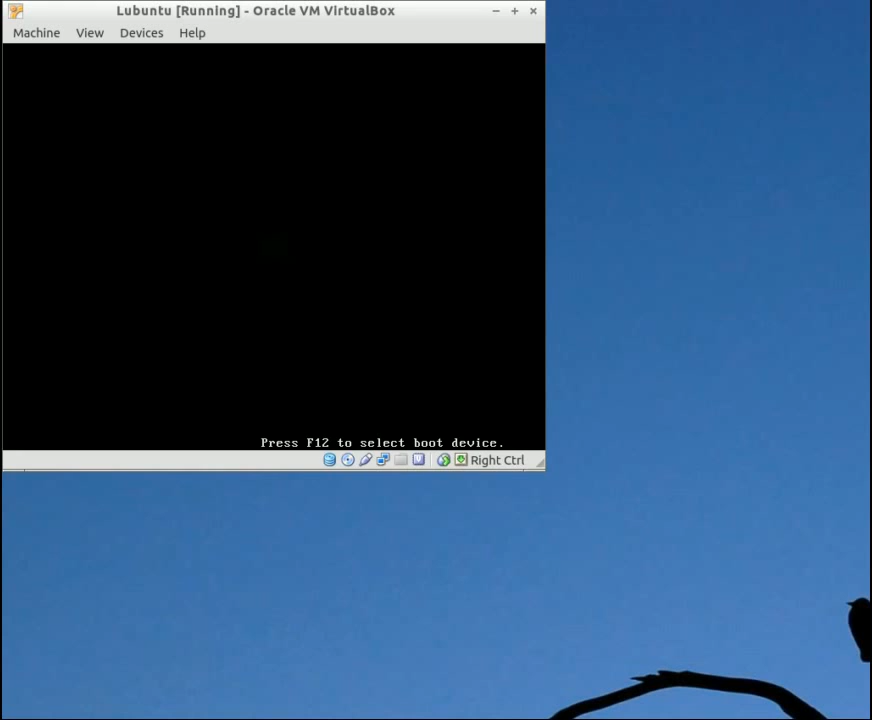 Lubuntu [Running] - Oracle VM VirtualBox
Machine View Devices Help
Press F12 to select boot device.
Right Ctrl